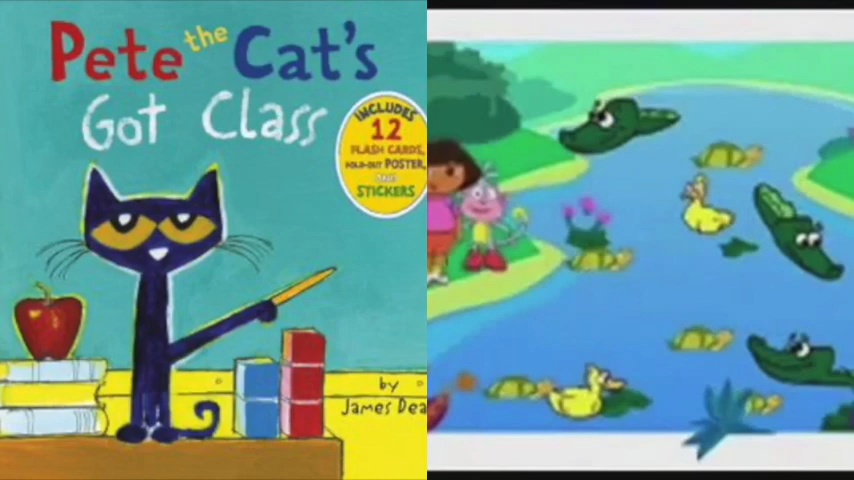 Pete the Cat's
Got Class
INCLUDES
12
FLASH CARDS,
FOLD-OUT POSTER,
AND
STICKERS
by
James Dea